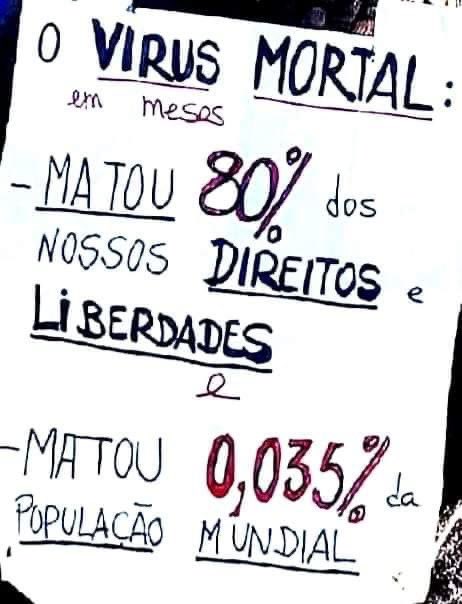 O VIRUS MORTAL:
em meses
- MATOU 80% dos
NOSSOS DIREITOS e
LIBERDADES
e
- MATOU 0,035% da
POPULAÇÃO MUNDIAL